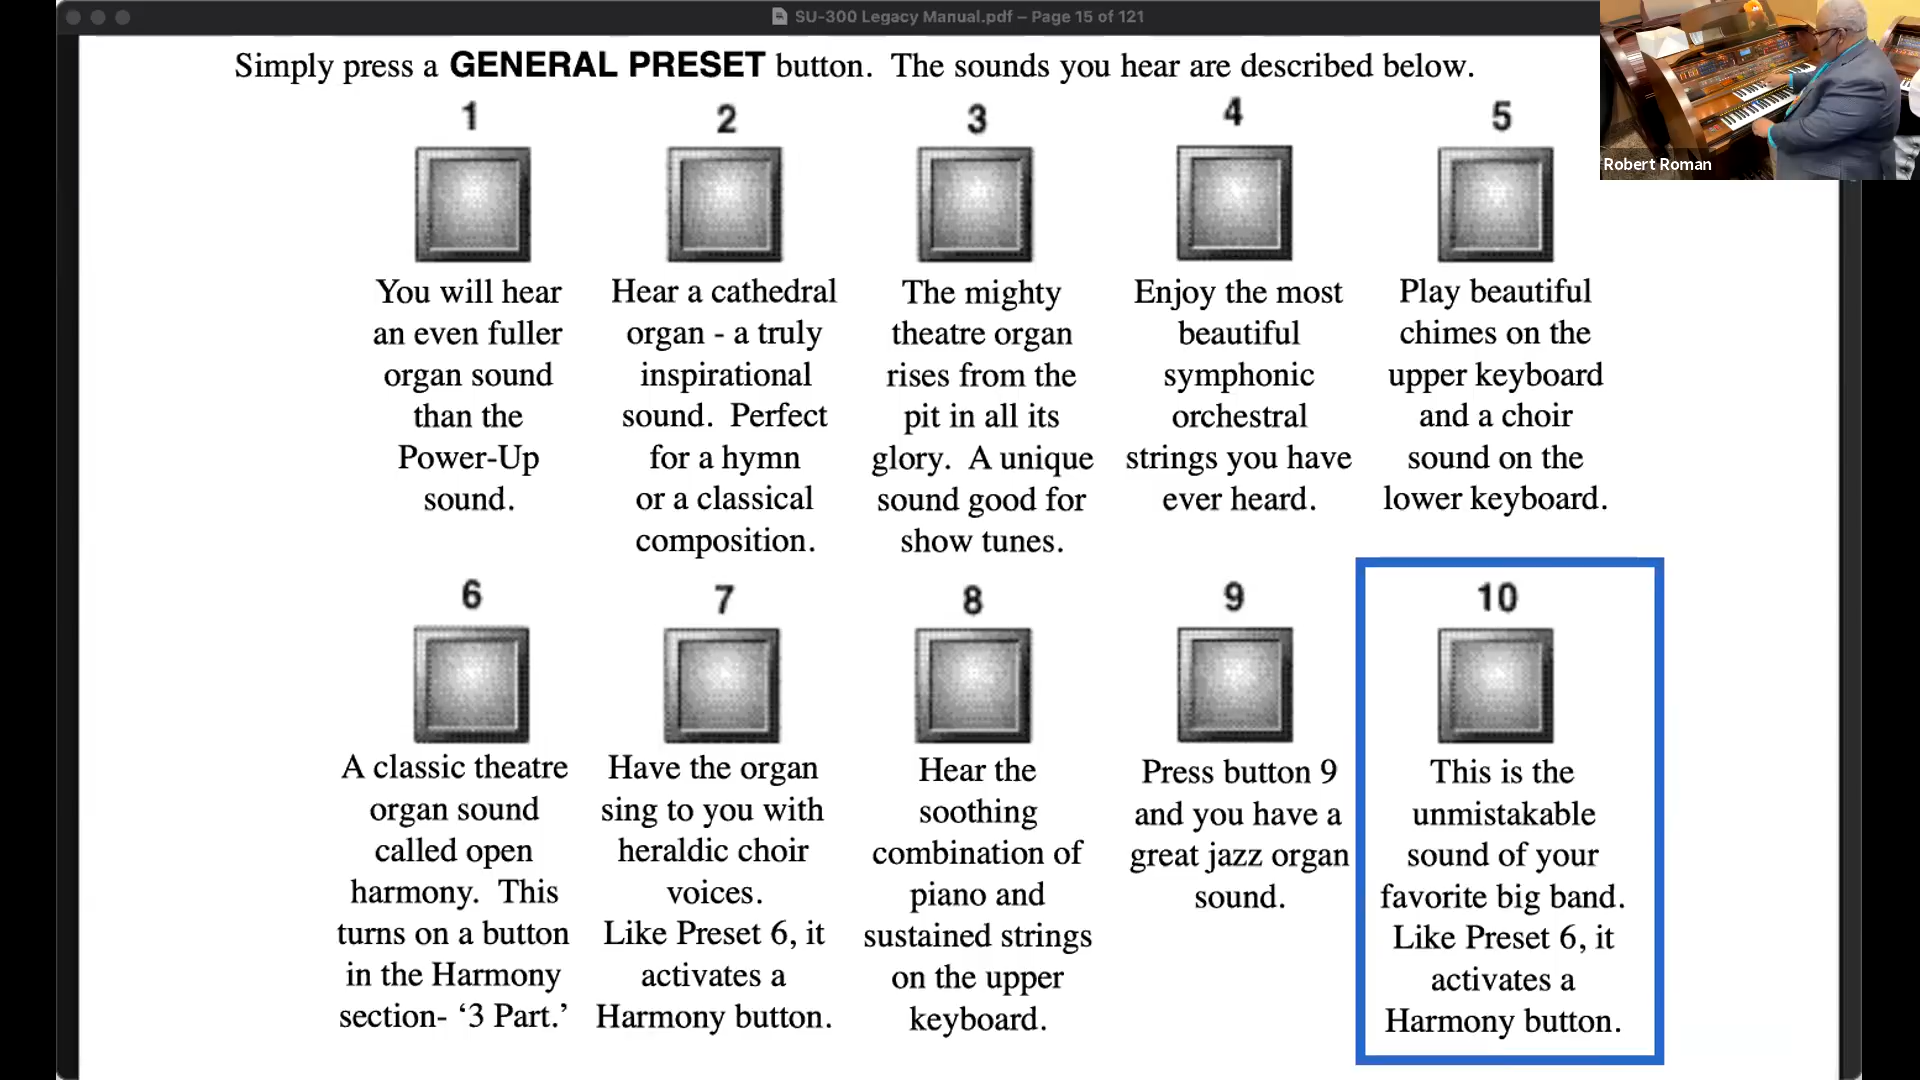 SU-300 Legacy Manual.pdf – Page 15 of 121
Simply press a GENERAL PRESET button. The sounds you hear are described below.
Robert Roman
1
You will hear
an even fuller
organ sound
than the
Power-Up
sound.
2
Hear a cathedral
organ - a truly
inspirational
sound. Perfect
for a hymn
or a classical
composition.
3
The mighty
theatre organ
rises from the
pit in all its
glory. A unique
sound good for
show tunes.
4
Enjoy the most
beautiful
symphonic
orchestral
strings you have
ever heard.
5
Play beautiful
chimes on the
upper keyboard
and a choir
sound on the
lower keyboard.
6
A classic theatre
organ sound
called open
harmony. This
turns on a button
in the Harmony
section- ‘3 Part.’
7
Have the organ
sing to you with
heraldic choir
voices.
Like Preset 6, it
activates a
Harmony button.
8
Hear the
soothing
combination of
piano and
sustained strings
on the upper
keyboard.
9
Press button 9
and you have a
great jazz organ
sound.
10
This is the
unmistakable
sound of your
favorite big band.
Like Preset 6, it
activates a
Harmony button.